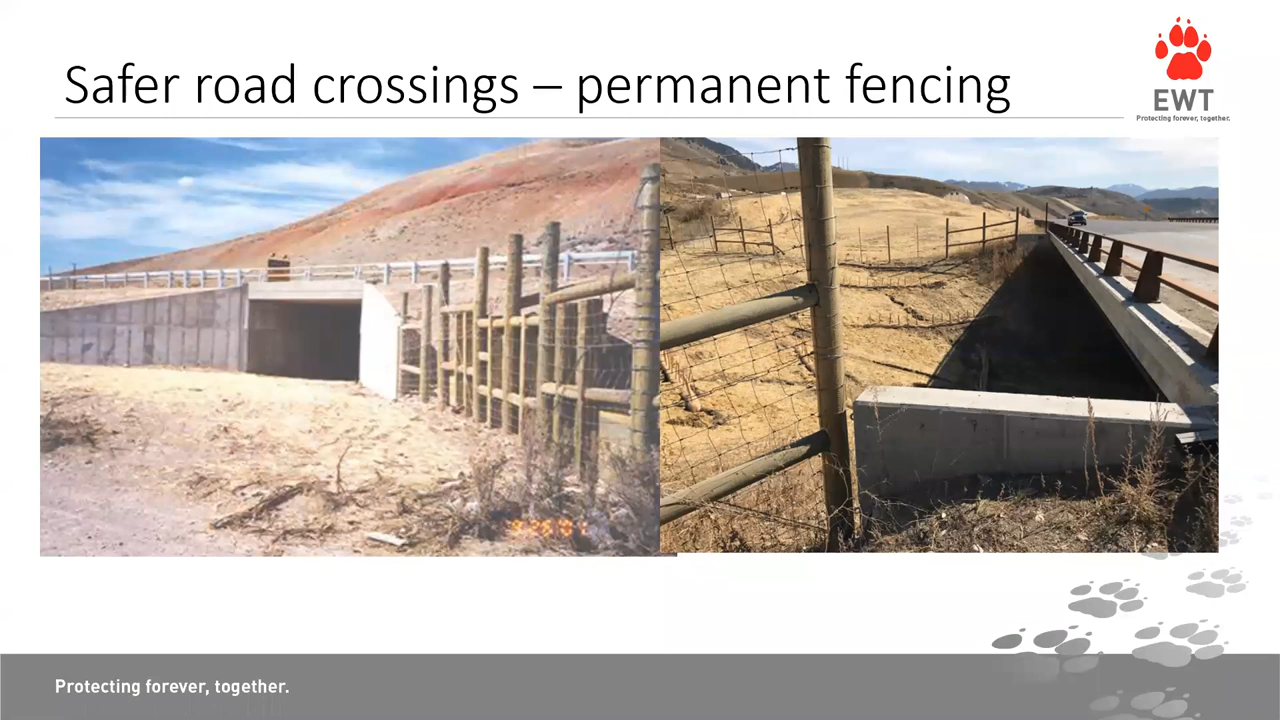 Safer road crossings – permanent fencing
EWT
Protecting forever, together.
Protecting forever, together.